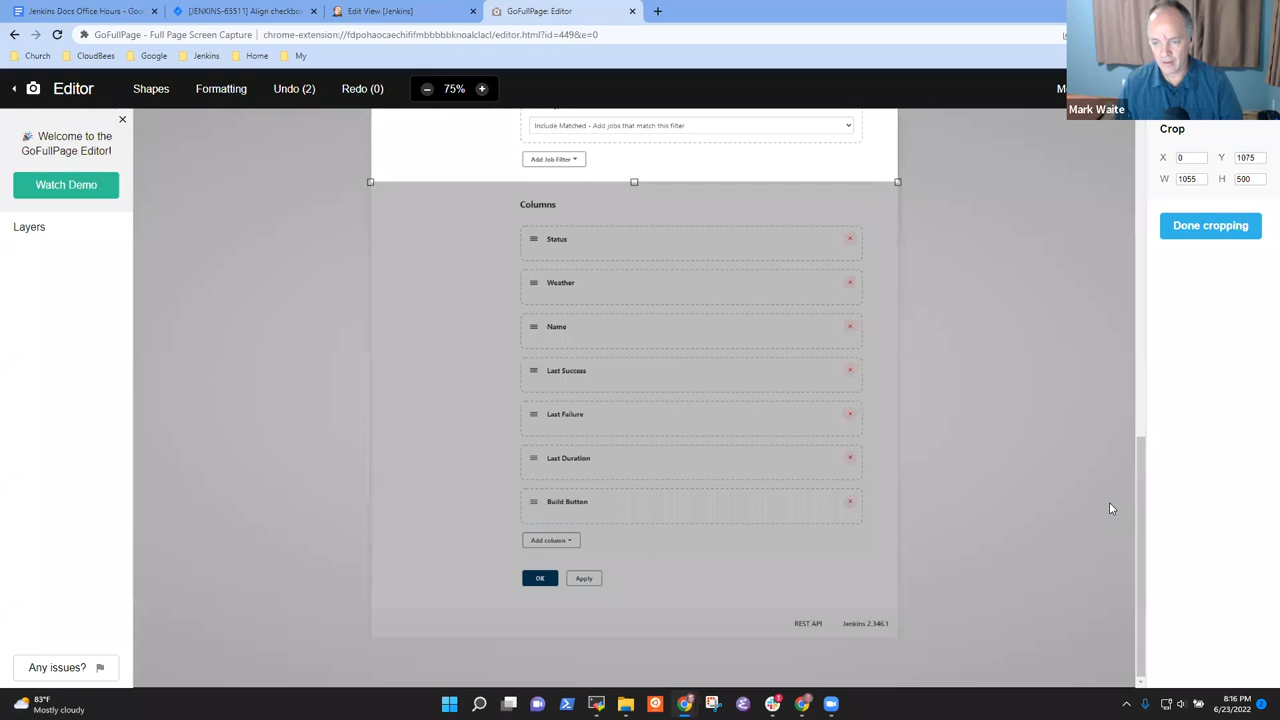 Jenkins Docs Office Hours - Goo
[JENKINS-65511] Align checkbo
Edit View [Jenkins]
GoFullPage: Editor
GoFullPage - Full Page Screen Capture
chrome-extension://fdpohaocaechififmbbbbbknoalclacl/editor.html?id=449&e=0
Church
CloudBees
Google
Jenkins
Home
My
Editor
Shapes
Formatting
Undo (2)
Redo (0)
75%
Mark Waite
🎉 Welcome to the
GoFullPage Editor!
Watch Demo
Layers
Include Matched - Add jobs that match this filter
Add Job Filter
Crop
X 0 Y 1075
W 1055 H 500
Done cropping
Columns
Status
Weather
Name
Last Success
Last Failure
Last Duration
Build Button
Add column
OK
Apply
REST API
Jenkins 2.346.1
Any issues?
83°F
Mostly cloudy
8:16 PM
6/23/2022